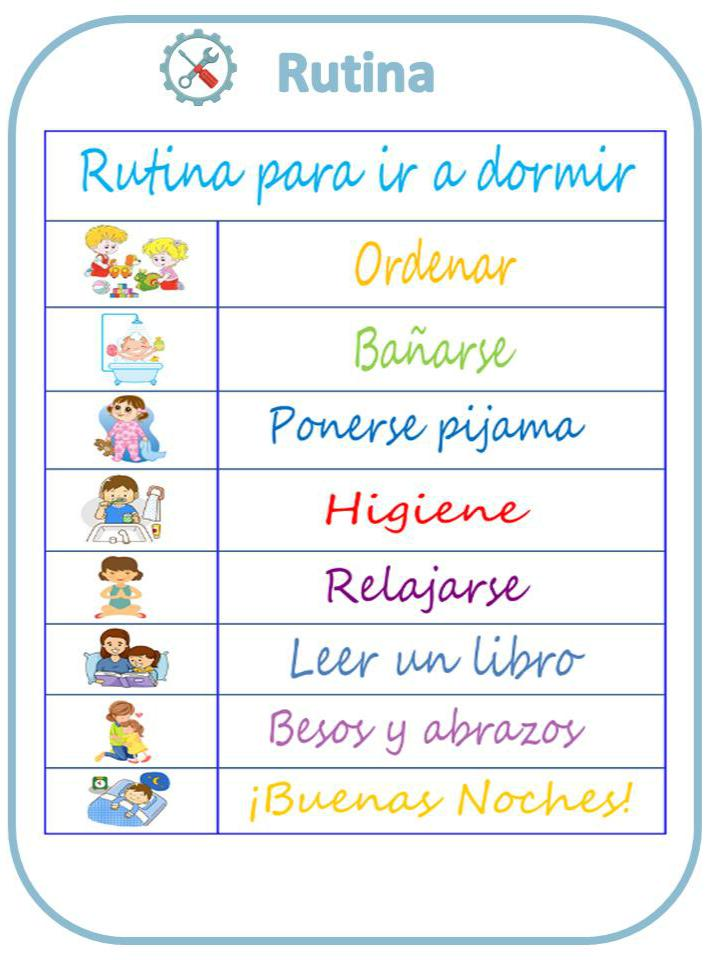 Rutina
Rutina para ir a dormir
Ordenar
Bañarse
Ponerse pijama
Higiene
Relajarse
Leer un libro
Besos y abrazos
¡Buenas Noches!